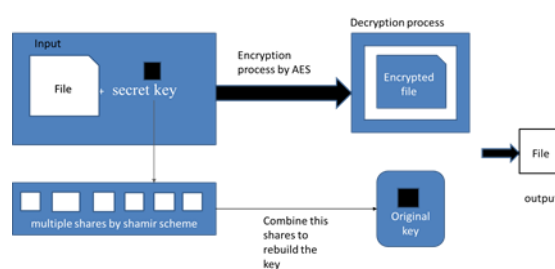 Decryption process
Input
Encryption
process by AES
File
+
secret key
Encrypted
file
File
output
multiple shares by shamir scheme
Combine this
shares to
rebuild the
key
Original
key